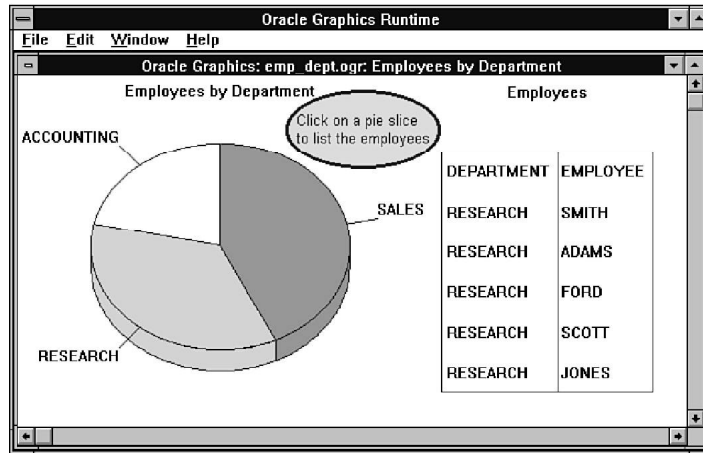 Oracle Graphics Runtime
File Edit Window Help
Oracle Graphics: emp_dept.ogr: Employees by Department
Employees by Department
Employees
Click on a pie slice
to list the employees
ACCOUNTING
SALES
RESEARCH
DEPARTMENT EMPLOYEE
RESEARCH SMITH
RESEARCH ADAMS
RESEARCH FORD
RESEARCH SCOTT
RESEARCH JONES